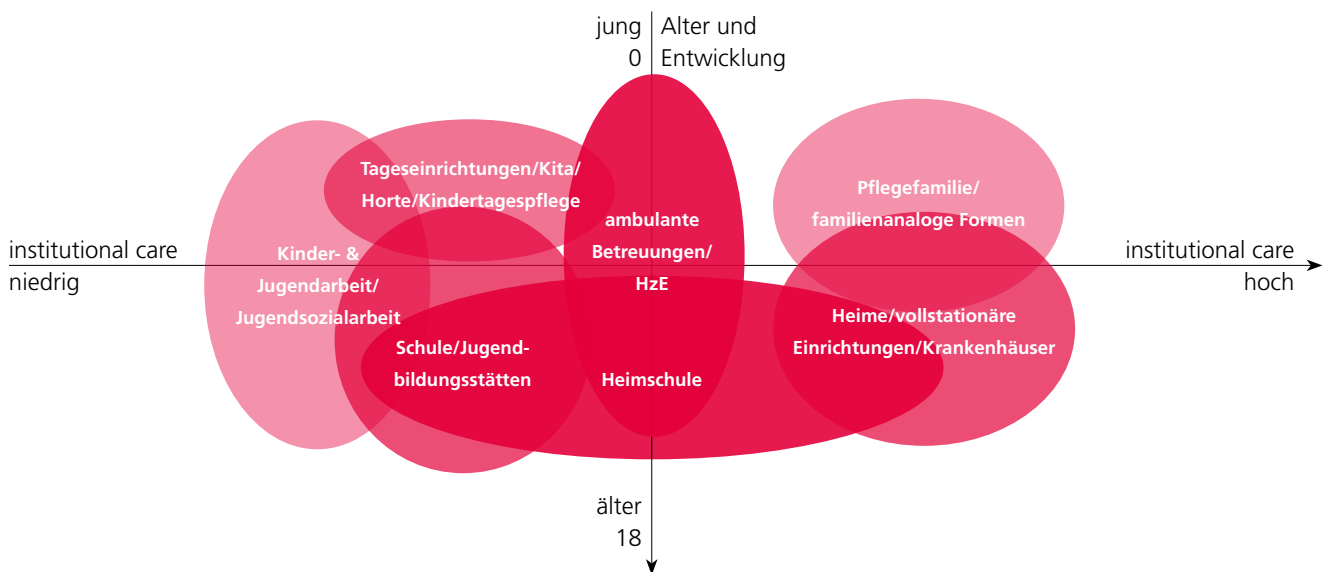 jung
0
Alter und
Entwicklung
Tageseinrichtungen/Kita/
Horte/Kindertagespflege
Pflegefamilie/
familienanaloge Formen
ambulante
Betreuungen/
HzE
institutional care
niedrig
Kinder- &
Jugendarbeit/
Jugendsozialarbeit
institutional care
hoch
Heime/vollstationäre
Einrichtungen/Krankenhäuser
Schule/Jugend-
bildungsstätten
Heimschule
älter
18